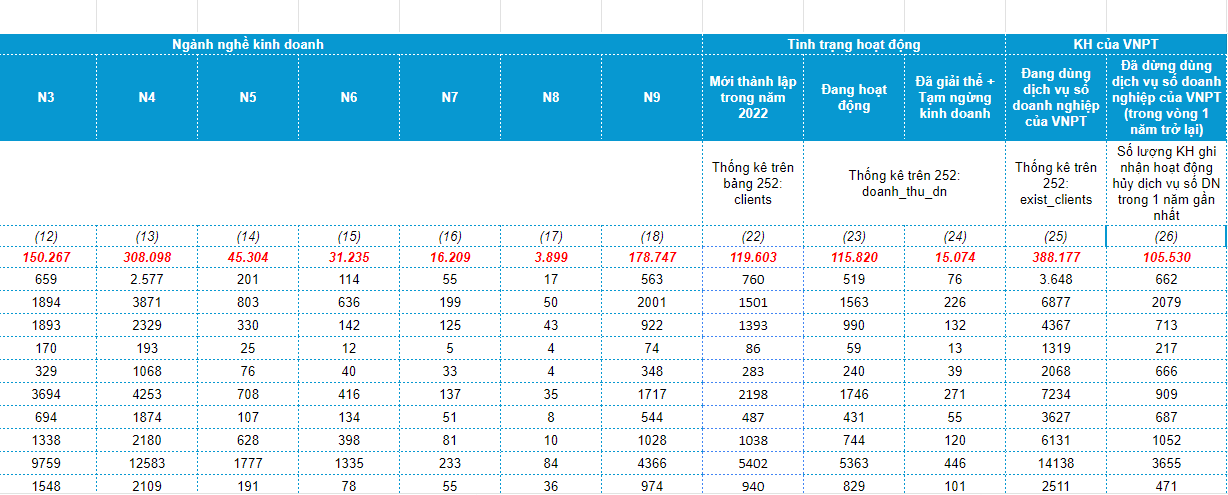 Ngành nghề kinh doanh Tình trạng hoạt động KH của VNPT
N3 N4 N5 N6 N7 N8 N9 Mới thành lập trong năm 2022 Đang hoạt động Đã giải thể + Tạm ngừng kinh doanh Đang dùng dịch vụ số doanh nghiệp của VNPT Đã dừng dùng dịch vụ số doanh nghiệp của VNPT (trong vòng 1 năm trở lại)
Thống kê trên bảng 252: clients Thống kê trên 252: doanh_thu_dn Thống kê trên 252: exist_clients Số lượng KH ghi nhận hoạt động hủy dịch vụ số DN trong 1 năm gần nhất
(12) (13) (14) (15) (16) (17) (18) (22) (23) (24) (25) (26)
150.267 308.098 45.304 31.235 16.209 3.899 178.747 119.603 115.820 15.074 388.177 105.530
659 2.577 201 114 55 17 563 760 519 76 3.648 662
1894 3871 803 636 199 50 2001 1501 1563 226 6877 2079
1893 2329 330 142 125 43 922 1393 990 132 4367 713
170 193 25 12 5 4 74 86 59 13 1319 217
329 1068 76 40 33 4 348 283 240 39 2068 666
3694 4253 708 416 137 35 1717 2198 1746 271 7234 909
694 1874 107 134 51 8 544 487 431 55 3627 687
1338 2180 628 398 81 10 1028 1038 744 120 6131 1052
9759 12583 1777 1335 233 84 4366 5402 5363 446 14138 3655
1548 2109 191 78 55 36 974 940 829 101 2511 471